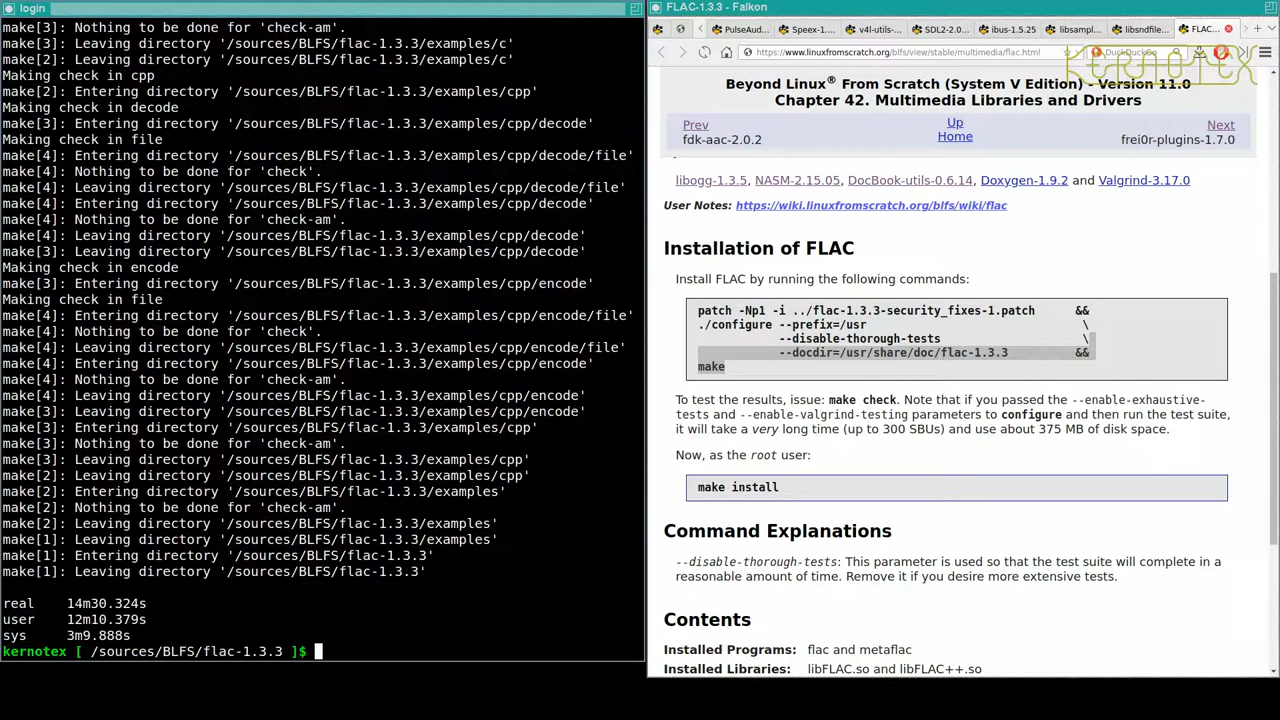 login
make[3]: Nothing to be done for 'check-am'.
make[3]: Leaving directory '/sources/BLFS/flac-1.3.3/examples/c'
make[2]: Leaving directory '/sources/BLFS/flac-1.3.3/examples/c'
Making check in cpp
make[2]: Entering directory '/sources/BLFS/flac-1.3.3/examples/cpp'
Making check in decode
make[3]: Entering directory '/sources/BLFS/flac-1.3.3/examples/cpp/decode'
Making check in file
make[4]: Entering directory '/sources/BLFS/flac-1.3.3/examples/cpp/decode/file'
make[4]: Nothing to be done for 'check'.
make[4]: Leaving directory '/sources/BLFS/flac-1.3.3/examples/cpp/decode/file'
make[4]: Entering directory '/sources/BLFS/flac-1.3.3/examples/cpp/decode'
make[4]: Nothing to be done for 'check-am'.
make[4]: Leaving directory '/sources/BLFS/flac-1.3.3/examples/cpp/decode'
make[3]: Leaving directory '/sources/BLFS/flac-1.3.3/examples/cpp/decode'
Making check in encode
make[3]: Entering directory '/sources/BLFS/flac-1.3.3/examples/cpp/encode'
Making check in file
make[4]: Entering directory '/sources/BLFS/flac-1.3.3/examples/cpp/encode/file'
make[4]: Nothing to be done for 'check'.
make[4]: Leaving directory '/sources/BLFS/flac-1.3.3/examples/cpp/encode/file'
make[4]: Entering directory '/sources/BLFS/flac-1.3.3/examples/cpp/encode'
make[4]: Nothing to be done for 'check-am'.
make[4]: Leaving directory '/sources/BLFS/flac-1.3.3/examples/cpp/encode'
make[3]: Leaving directory '/sources/BLFS/flac-1.3.3/examples/cpp/encode'
make[3]: Entering directory '/sources/BLFS/flac-1.3.3/examples/cpp'
make[3]: Nothing to be done for 'check-am'.
make[3]: Leaving directory '/sources/BLFS/flac-1.3.3/examples/cpp'
make[2]: Leaving directory '/sources/BLFS/flac-1.3.3/examples/cpp'
make[2]: Entering directory '/sources/BLFS/flac-1.3.3/examples'
make[2]: Nothing to be done for 'check-am'.
make[2]: Leaving directory '/sources/BLFS/flac-1.3.3/examples'
make[1]: Leaving directory '/sources/BLFS/flac-1.3.3/examples'
make[1]: Entering directory '/sources/BLFS/flac-1.3.3'
make[1]: Leaving directory '/sources/BLFS/flac-1.3.3'
real 14m30.324s
user 12m10.379s
sys 3m9.888s
kernotex [ /sources/BLFS/flac-1.3.3 ]$
FLAC-1.3.3 - Falkon
PulseAud... Speex-1.... v4l-utils-... SDL2-2.0... ibus-1.5.25 libsampl... libsndfile... FLAC...
https://www.linuxfromscratch.org/blfs/view/stable/multimedia/flac.html DuckDuckGo
KERNOTEX
Beyond Linux® From Scratch (System V Edition) - Version 11.0
Chapter 42. Multimedia Libraries and Drivers
Prev Up Next
fdk-aac-2.0.2 Home frei0r-plugins-1.7.0
libogg-1.3.5, NASM-2.15.05, DocBook-utils-0.6.14, Doxygen-1.9.2 and Valgrind-3.17.0
User Notes: https://wiki.linuxfromscratch.org/blfs/wiki/flac
Installation of FLAC
Install FLAC by running the following commands:
patch -Np1 -i ../flac-1.3.3-security_fixes-1.patch &&
./configure --prefix=/usr \
--disable-thorough-tests \
--docdir=/usr/share/doc/flac-1.3.3 &&
make
To test the results, issue: make check. Note that if you passed the --enable-exhaustive-
tests and --enable-valgrind-testing parameters to configure and then run the test suite,
it will take a very long time (up to 300 SBUs) and use about 375 MB of disk space.
Now, as the root user:
make install
Command Explanations
--disable-thorough-tests: This parameter is used so that the test suite will complete in a
reasonable amount of time. Remove it if you desire more extensive tests.
Contents
Installed Programs: flac and metaflac
Installed Libraries: libFLAC.so and libFLAC++.so